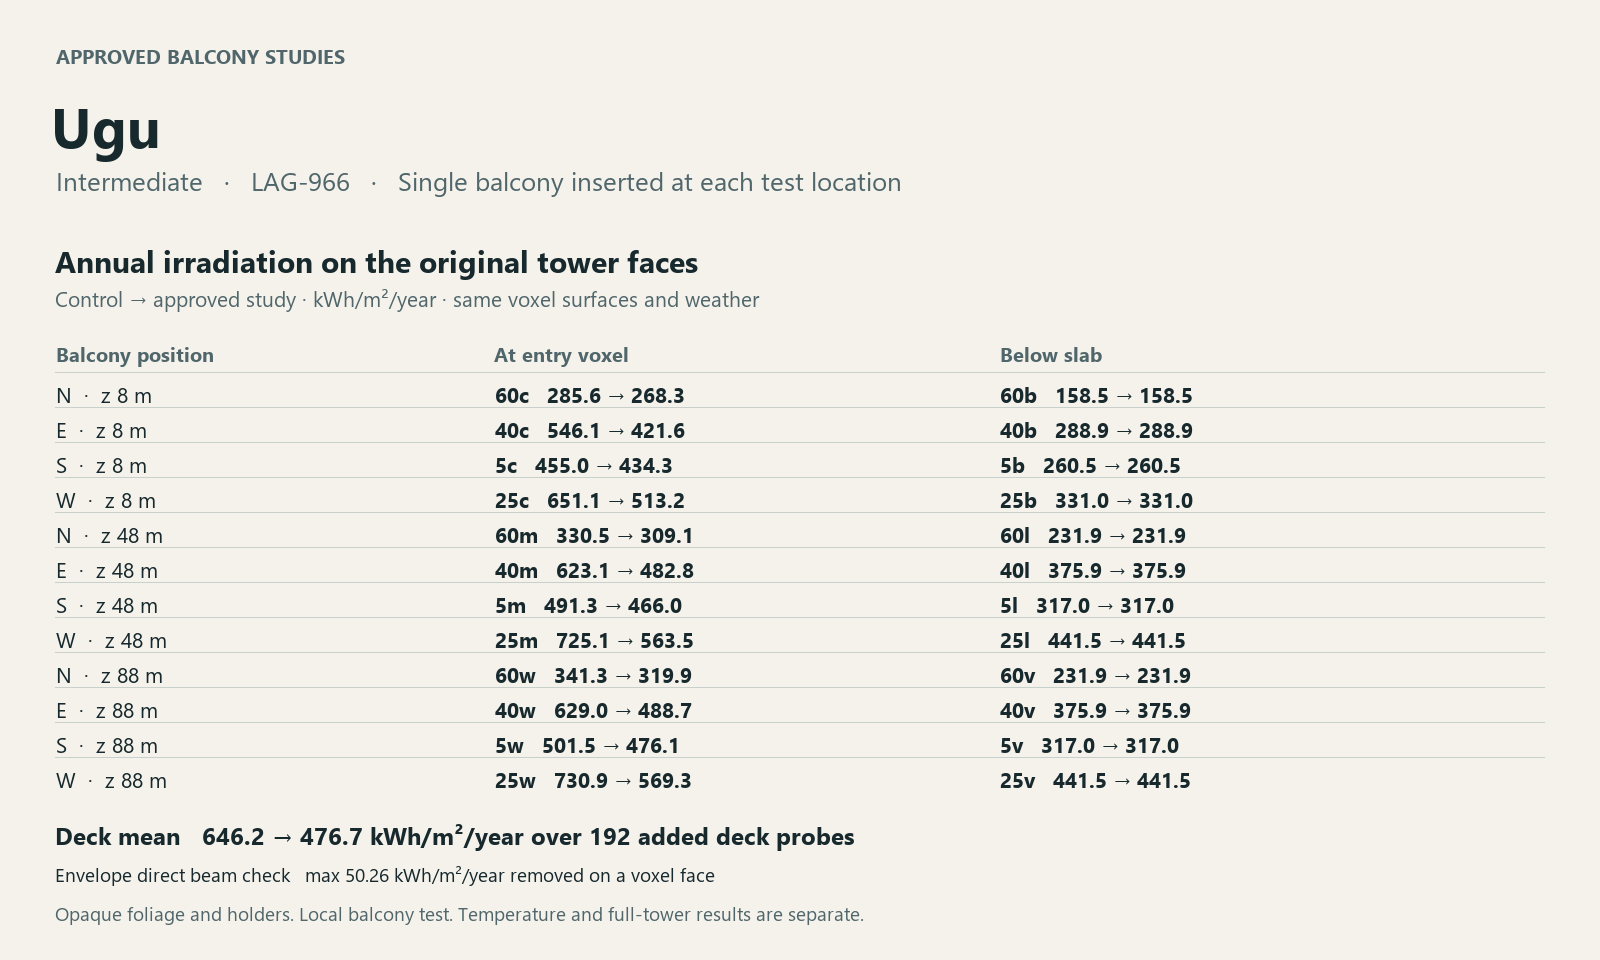 APPROVED BALCONY STUDIES
Ugu
Intermediate · LAG-966 · Single balcony inserted at each test location
Annual irradiation on the original tower faces
Control → approved study · kWh/m²/year · same voxel surfaces and weather
Balcony position At entry voxel Below slab
N · z 8 m 60c 285.6 → 268.3 60b 158.5 → 158.5
E · z 8 m 40c 546.1 → 421.6 40b 288.9 → 288.9
S · z 8 m 5c 455.0 → 434.3 5b 260.5 → 260.5
W · z 8 m 25c 651.1 → 513.2 25b 331.0 → 331.0
N · z 48 m 60m 330.5 → 309.1 60l 231.9 → 231.9
E · z 48 m 40m 623.1 → 482.8 40l 375.9 → 375.9
S · z 48 m 5m 491.3 → 466.0 5l 317.0 → 317.0
W · z 48 m 25m 725.1 → 563.5 25l 441.5 → 441.5
N · z 88 m 60w 341.3 → 319.9 60v 231.9 → 231.9
E · z 88 m 40w 629.0 → 488.7 40v 375.9 → 375.9
S · z 88 m 5w 501.5 → 476.1 5v 317.0 → 317.0
W · z 88 m 25w 730.9 → 569.3 25v 441.5 → 441.5
Deck mean 646.2 → 476.7 kWh/m²/year over 192 added deck probes
Envelope direct beam check max 50.26 kWh/m²/year removed on a voxel face
Opaque foliage and holders. Local balcony test. Temperature and full-tower results are separate.